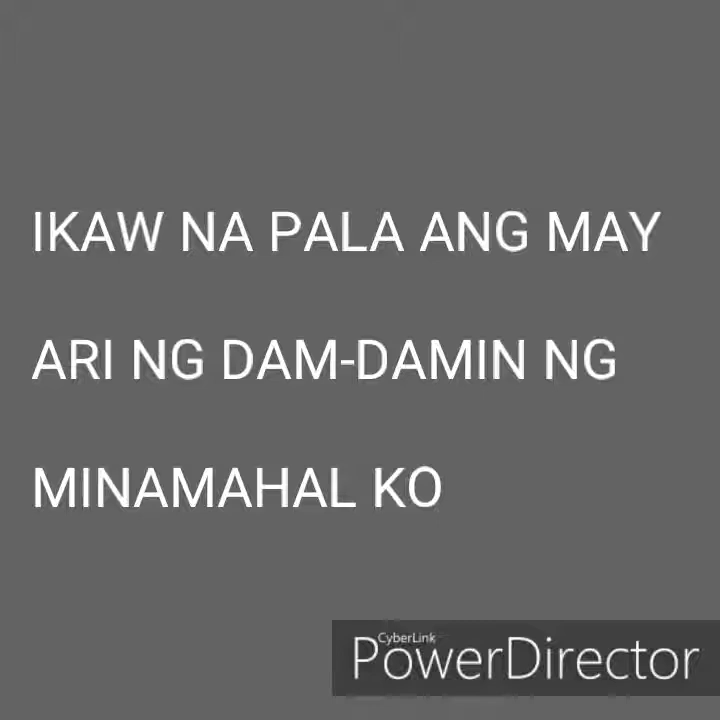 IKAW NA PALA ANG MAY
ARI NG DAM-DAMIN NG
MINAMAHAL KO
CyberLink
PowerDirector